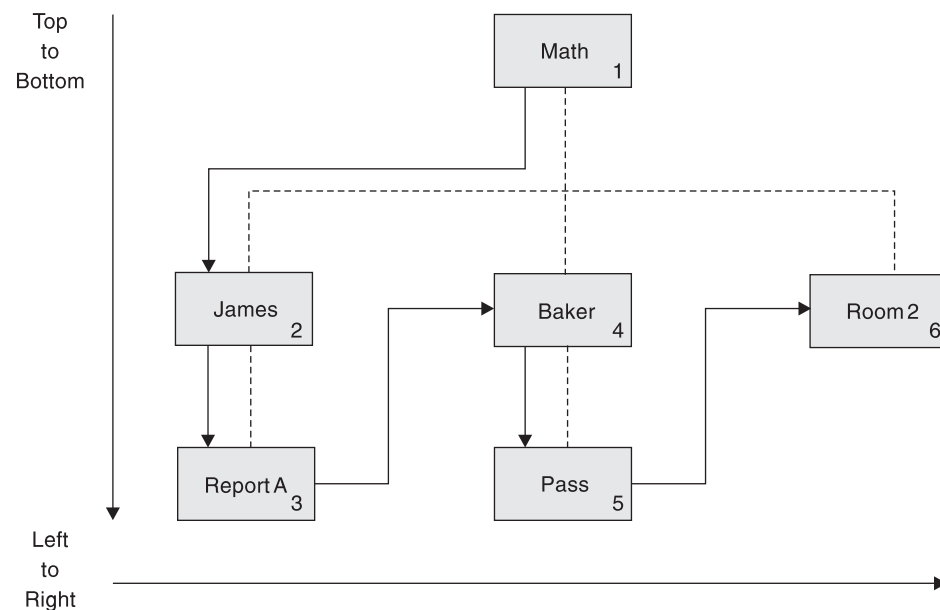 Top
to
Bottom
Math
1
James
2
Baker
4
Room 2
6
Report A
3
Pass
5
Left
to
Right